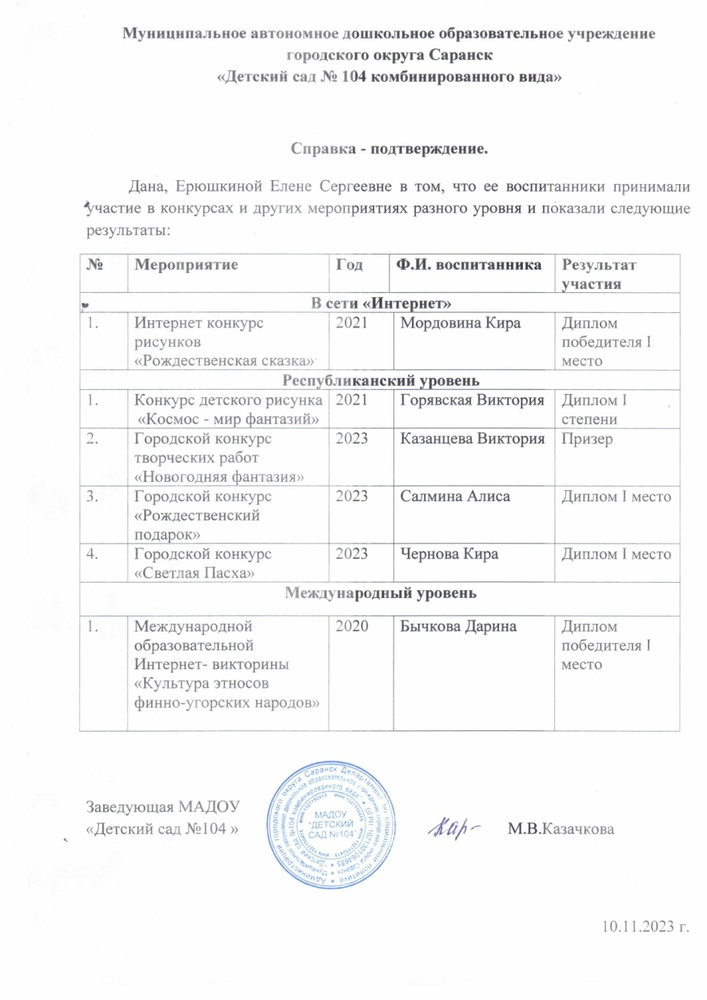 Муниципальное автономное дошкольное образовательное учреждение
городского округа Саранск
«Детский сад № 104 комбинированного вида»
Справка - подтверждение.
Дана, Ерюшкиной Елене Сергеевне в том, что ее воспитанники принимали
участие в конкурсах и других мероприятиях разного уровня и показали следующие
результаты:
№ Мероприятие Год Ф.И. воспитанника Результат
участия
В сети «Интернет»
1. Интернет конкурс 2021 Мордовина Кира Диплом
рисунков победителя I
«Рождественская сказка» место
Республиканский уровень
1. Конкурс детского рисунка 2021 Горявская Виктория Диплом I
«Космос - мир фантазий» степени
2. Городской конкурс 2023 Казанцева Виктория Призер
творческих работ
«Новогодняя фантазия»
3. Городской конкурс 2023 Салмина Алиса Диплом I место
«Рождественский
подарок»
4. Городской конкурс 2023 Чернова Кира Диплом I место
«Светлая Пасха»
Международный уровень
1. Международной 2020 Бычкова Дарина Диплом
образовательной победителя I
Интернет- викторины место
«Культура этносов
финно-угорских народов»
Заведующая МАДОУ
«Детский сад №104 » М.В.Казачкова
МАДОУ
"ДЕТСКИЙ
САД №104"
10.11.2023 г.